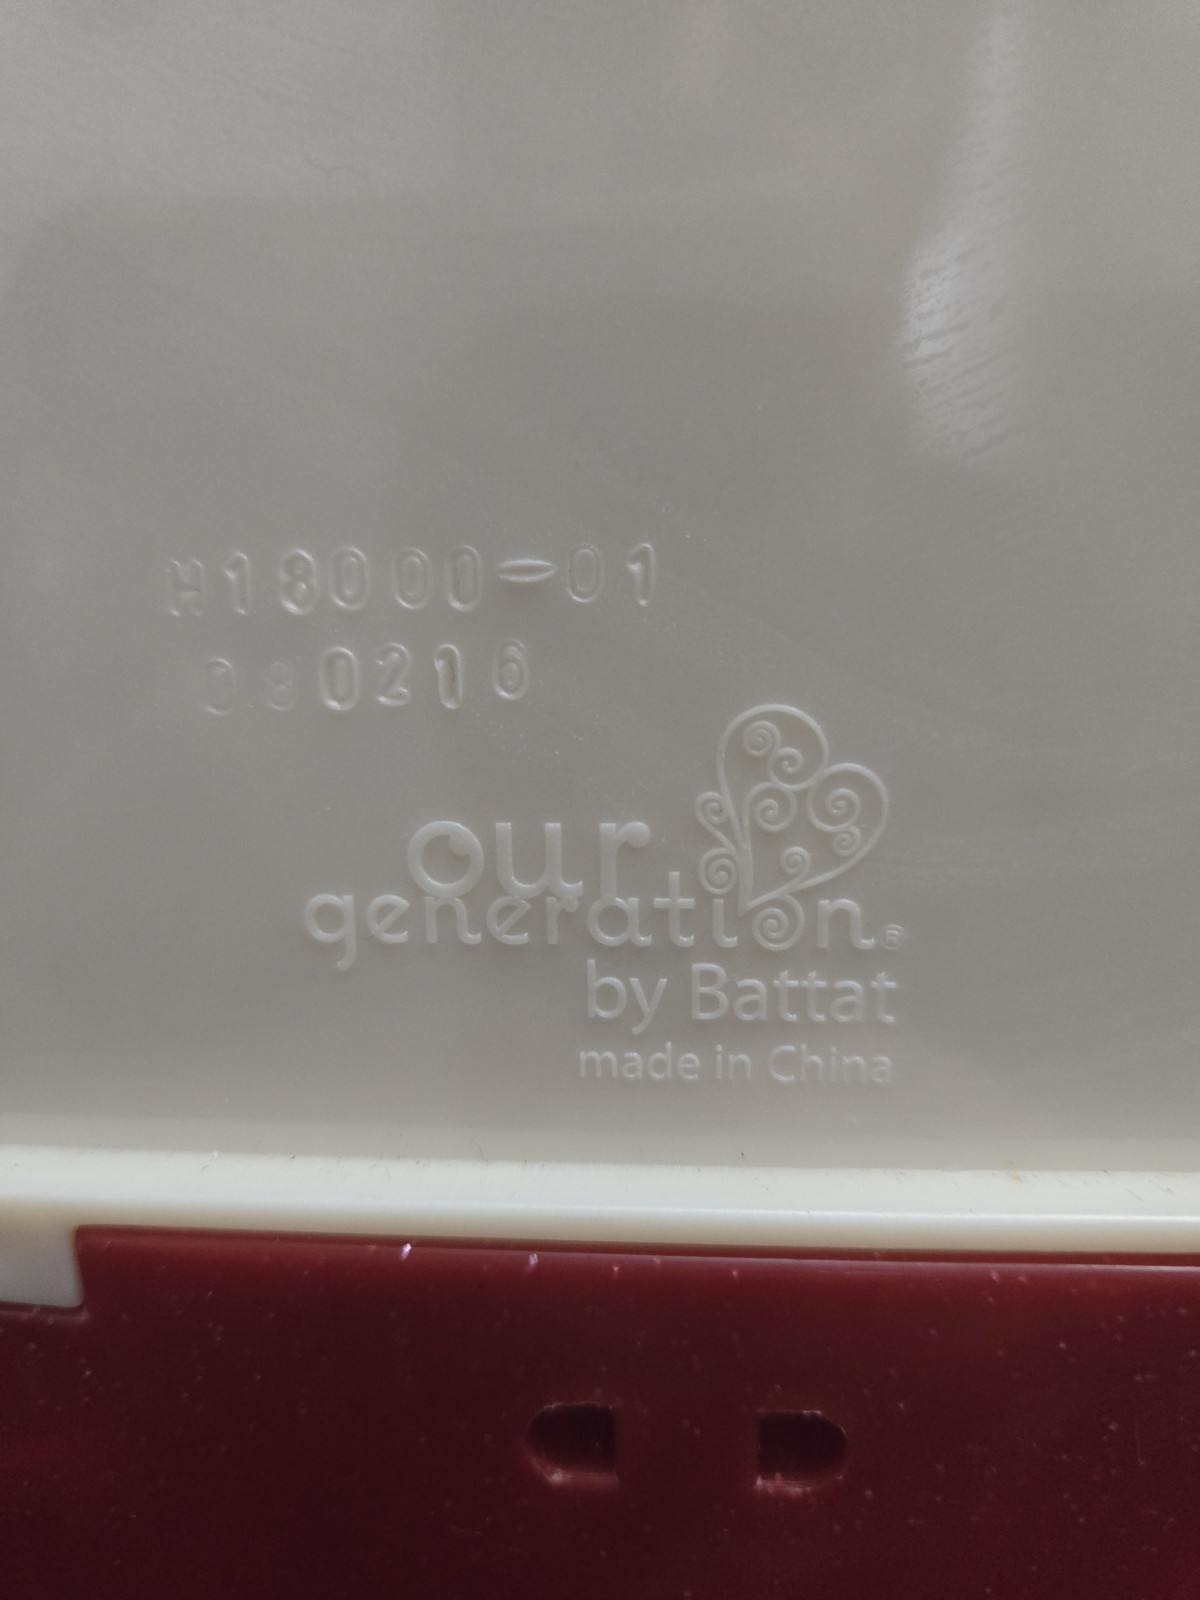 H18000-01
080216
our
generation®
by Battat
made in China